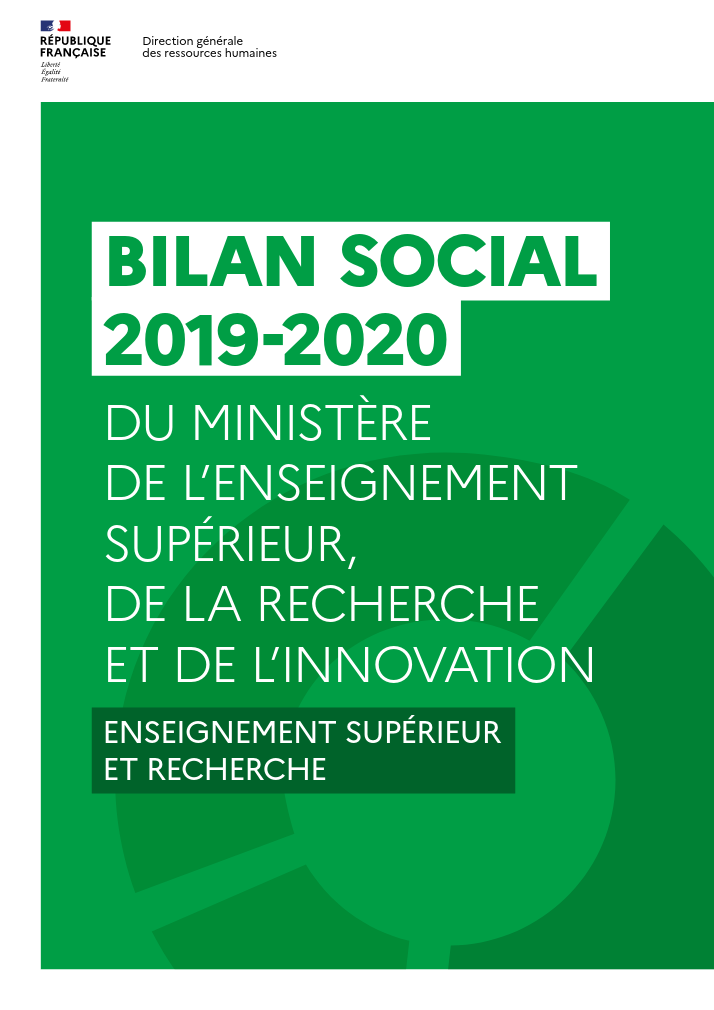 RÉPUBLIQUE
FRANÇAISE
Liberté
Égalité
Fraternité
Direction générale
des ressources humaines
BILAN SOCIAL
2019-2020
DU MINISTÈRE
DE L’ENSEIGNEMENT
SUPÉRIEUR,
DE LA RECHERCHE
ET DE L’INNOVATION
ENSEIGNEMENT SUPÉRIEUR
ET RECHERCHE